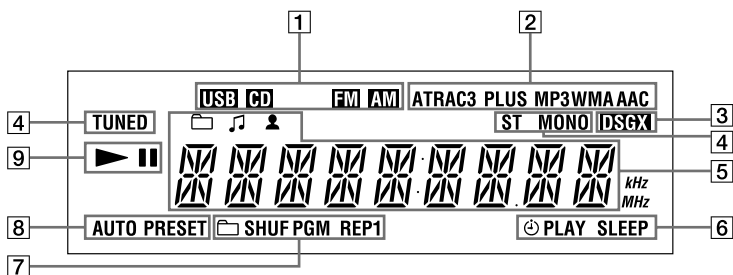 1 2
USB CD FM AM ATRAC3 PLUS MP3 WMA AAC
4 TUNED ST MONO DSGX 3
4
9 kHz 5
MHz
8 AUTO PRESET SHUF PGM REP1 PLAY SLEEP 6
7